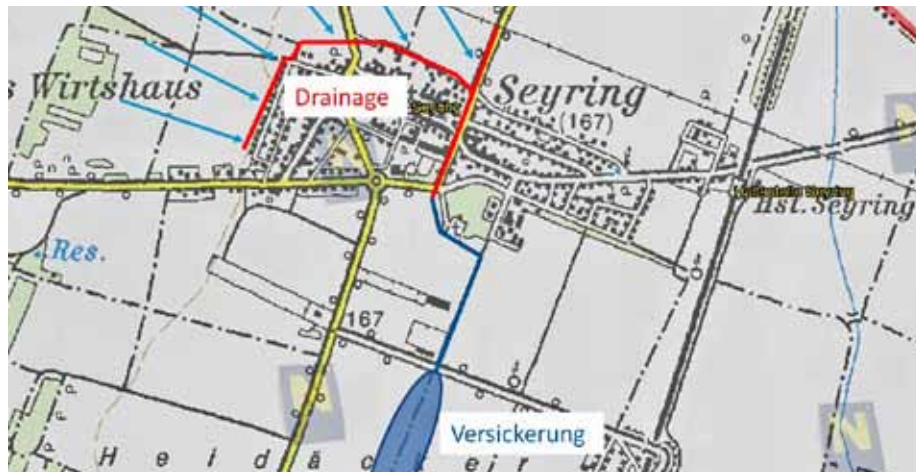 s Wirtshaus
Drainage
Seyring
(167)
Hst. Seyring
Res.
167
Versickerung
H e i d ä c